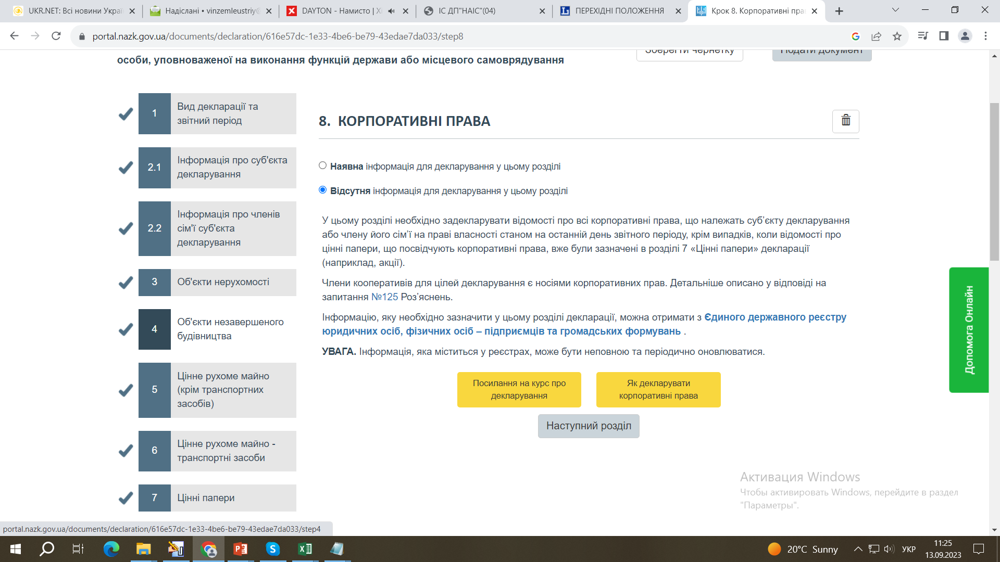 UKR.NET: Всі новини Украї
Надіслані • vinzemleustriy@
DAYTON - Намисто | Хі
ІС ДП"НАІС"(04)
ПЕРЕХІДНІ ПОЛОЖЕННЯ
Крок 8. Корпоративні пра
portal.nazk.gov.ua/documents/declaration/616e57dc-1e33-4be6-be79-43edae7da033/step8
особи, уповноваженої на виконання функцій держави або місцевого самоврядування
Зберегти чернетку
Подати документ
1
Вид декларації та
звітний період
2.1
Інформація про суб'єкта
декларування
2.2
Інформація про членів
сім'ї суб'єкта
декларування
3
Об'єкти нерухомості
4
Об'єкти незавершеного
будівництва
5
Цінне рухоме майно
(крім транспортних
засобів)
6
Цінне рухоме майно -
транспортні засоби
7
Цінні папери
8. КОРПОРАТИВНІ ПРАВА
Наявна інформація для декларування у цьому розділі
Відсутня інформація для декларування у цьому розділі
У цьому розділі необхідно задекларувати відомості про всі корпоративні права, що належать суб’єкту декларування
або члену його сім’ї на праві власності станом на останній день звітного періоду, крім випадків, коли відомості про
цінні папери, що посвідчують корпоративні права, вже були зазначені в розділі 7 «Цінні папери» декларації
(наприклад, акції).
Члени кооперативів для цілей декларування є носіями корпоративних прав. Детальніше описано у відповіді на
запитання №125 Роз’яснень.
Інформацію, яку необхідно зазначити у цьому розділі декларації, можна отримати з Єдиного державного реєстру
юридичних осіб, фізичних осіб – підприємців та громадських формувань .
УВАГА. Інформація, яка міститься у реєстрах, може бути неповною та періодично оновлюватися.
Посилання на курс про
декларування
Як декларувати
корпоративні права
Наступний розділ
Допомога Онлайн
Активация Windows
Чтобы активировать Windows, перейдите в раздел
"Параметры".
portal.nazk.gov.ua/documents/declaration/616e57dc-1e33-4be6-be79-43edae7da033/step4
20°C Sunny
УКР
11:25
13.09.2023